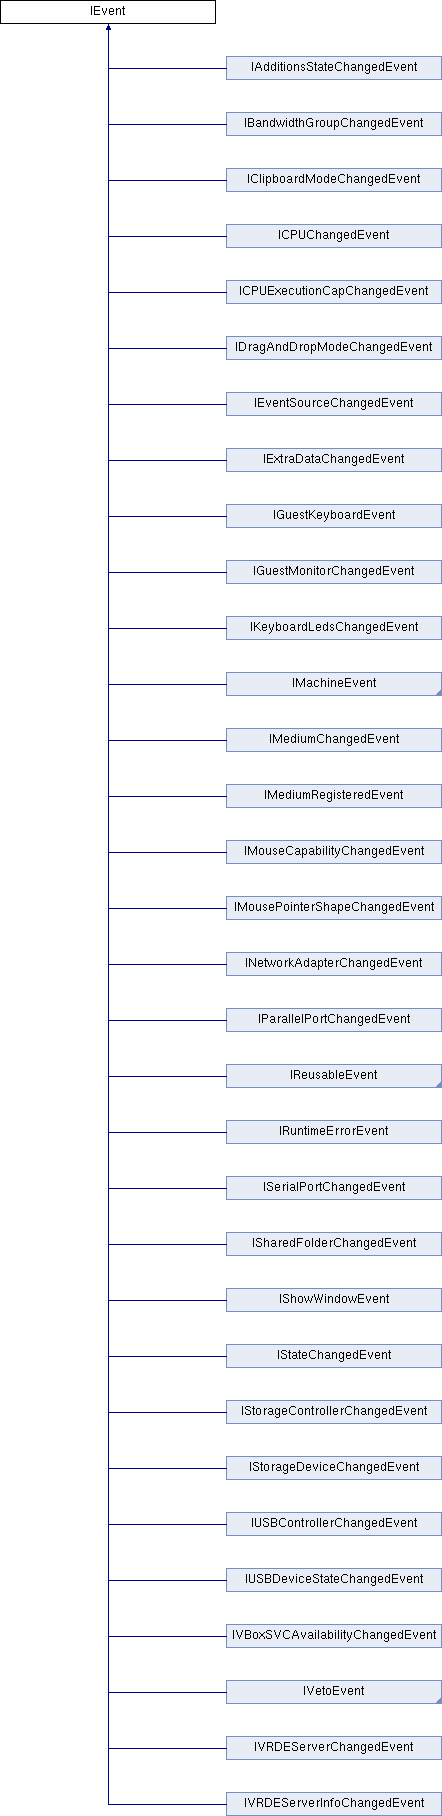 IEvent
IAdditionsStateChangedEvent
IBandwidthGroupChangedEvent
IClipboardModeChangedEvent
ICPUChangedEvent
ICPUExecutionCapChangedEvent
IDragAndDropModeChangedEvent
IEventSourceChangedEvent
IExtraDataChangedEvent
IGuestKeyboardEvent
IGuestMonitorChangedEvent
IKeyboardLedsChangedEvent
IMachineEvent
IMediumChangedEvent
IMediumRegisteredEvent
IMouseCapabilityChangedEvent
IMousePointerShapeChangedEvent
INetworkAdapterChangedEvent
IParallelPortChangedEvent
IReusableEvent
IRuntimeErrorEvent
ISerialPortChangedEvent
ISharedFolderChangedEvent
IShowWindowEvent
IStateChangedEvent
IStorageControllerChangedEvent
IStorageDeviceChangedEvent
IUSBControllerChangedEvent
IUSBDeviceStateChangedEvent
IVBoxSVCAvailabilityChangedEvent
IVetoEvent
IVRDEServerChangedEvent
IVRDEServerInfoChangedEvent